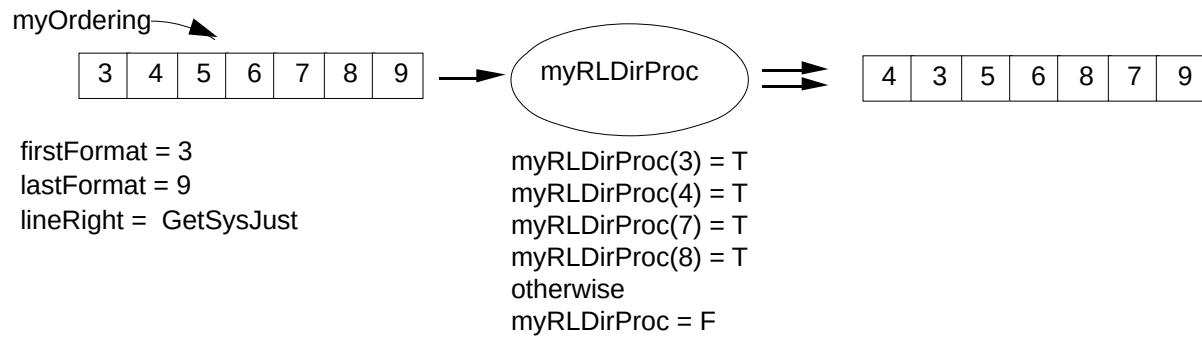 myOrdering
3 4 5 6 7 8 9
myRLDirProc
4 3 5 6 8 7 9
firstFormat = 3
lastFormat = 9
lineRight = GetSysJust
myRLDirProc(3) = T
myRLDirProc(4) = T
myRLDirProc(7) = T
myRLDirProc(8) = T
otherwise
myRLDirProc = F